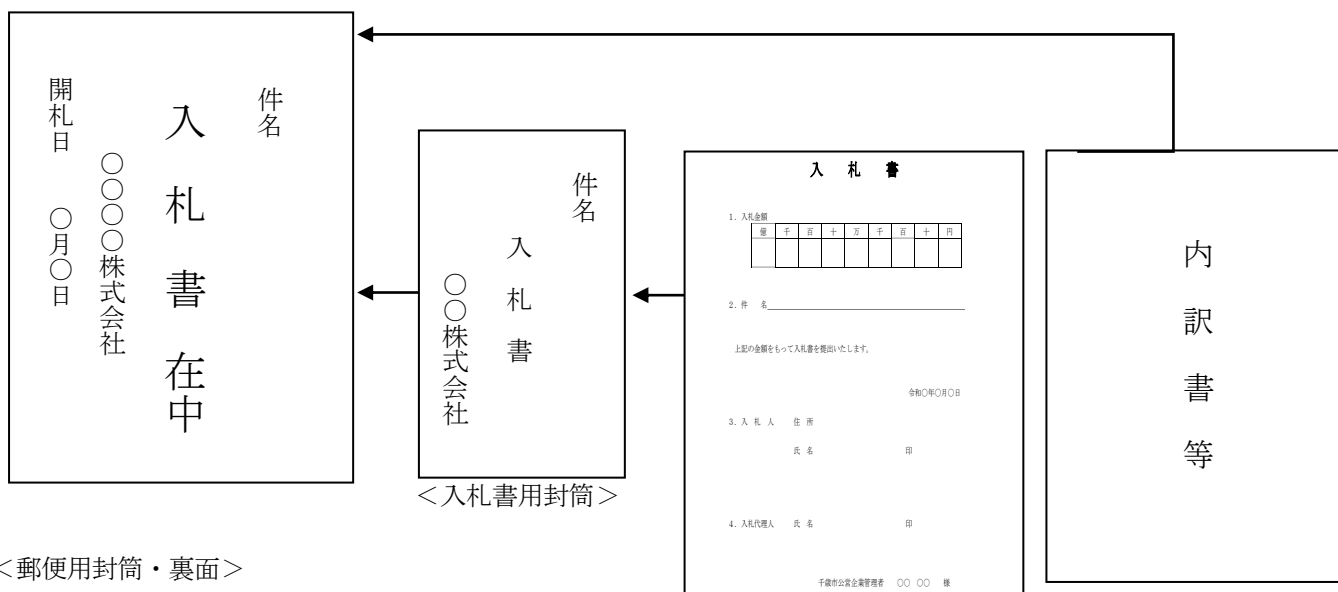 件名
入札書在中
〇〇〇〇株式会社
開札日　〇月〇日
件名
入札書
〇〇株式会社
＜入札書用封筒＞
入 札 書
1．入札金額
億 千 百 十 万 千 百 十 円
2．件 名
上記の金額をもって入札書を提出いたします。
令和〇年〇月〇日
3．入 札 人 住 所
氏 名 印
4．入札代理人 氏 名 印
千歳市公営企業管理者 〇〇 〇〇 様
内訳書等
＜郵便用封筒・裏面＞